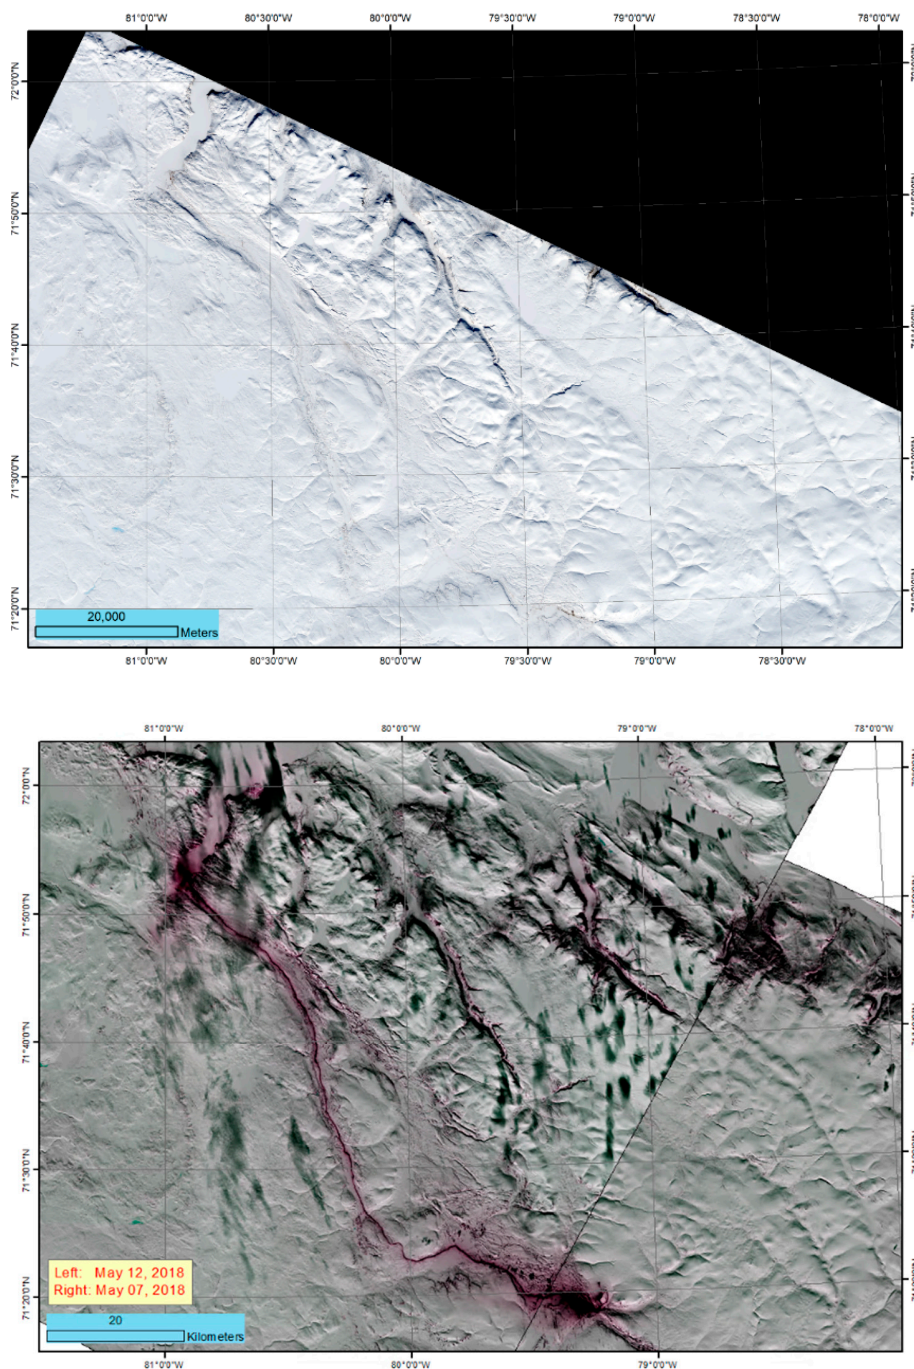 81°0'0"W 80°30'0"W 80°0'0"W 79°30'0"W 79°0'0"W 78°30'0"W 78°0'0"W
72°0'0"N
71°50'0"N
71°40'0"N
71°30'0"N
71°20'0"N
20,000
Meters
81°0'0"W 80°30'0"W 80°0'0"W 79°30'0"W 79°0'0"W 78°30'0"W
81°0'0"W 80°0'0"W 79°0'0"W 78°0'0"W
72°0'0"N
71°50'0"N
71°40'0"N
71°30'0"N
71°20'0"N
Left: May 12, 2018
Right: May 07, 2018
20
Kilometers
81°0'0"W 80°0'0"W 79°0'0"W